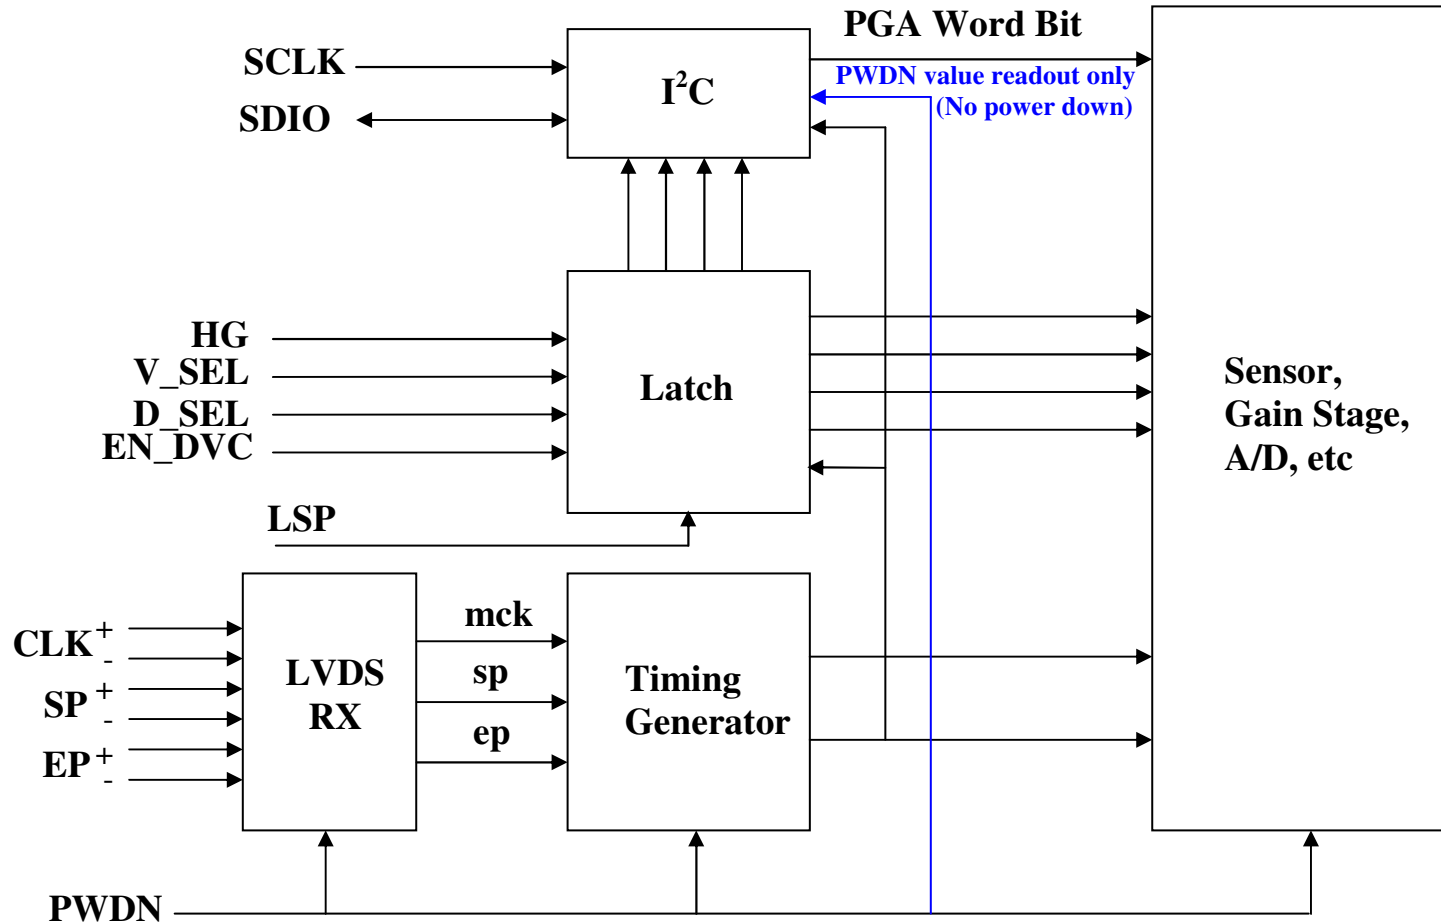 PGA Word Bit
SCLK
SDIO
I²C
PWDN value readout only
(No power down)
HG
V_SEL
D_SEL
EN_DVC
Latch
Sensor,
Gain Stage,
A/D, etc
LSP
CLK + -
SP + -
EP + -
LVDS
RX
mck
sp
ep
Timing
Generator
PWDN